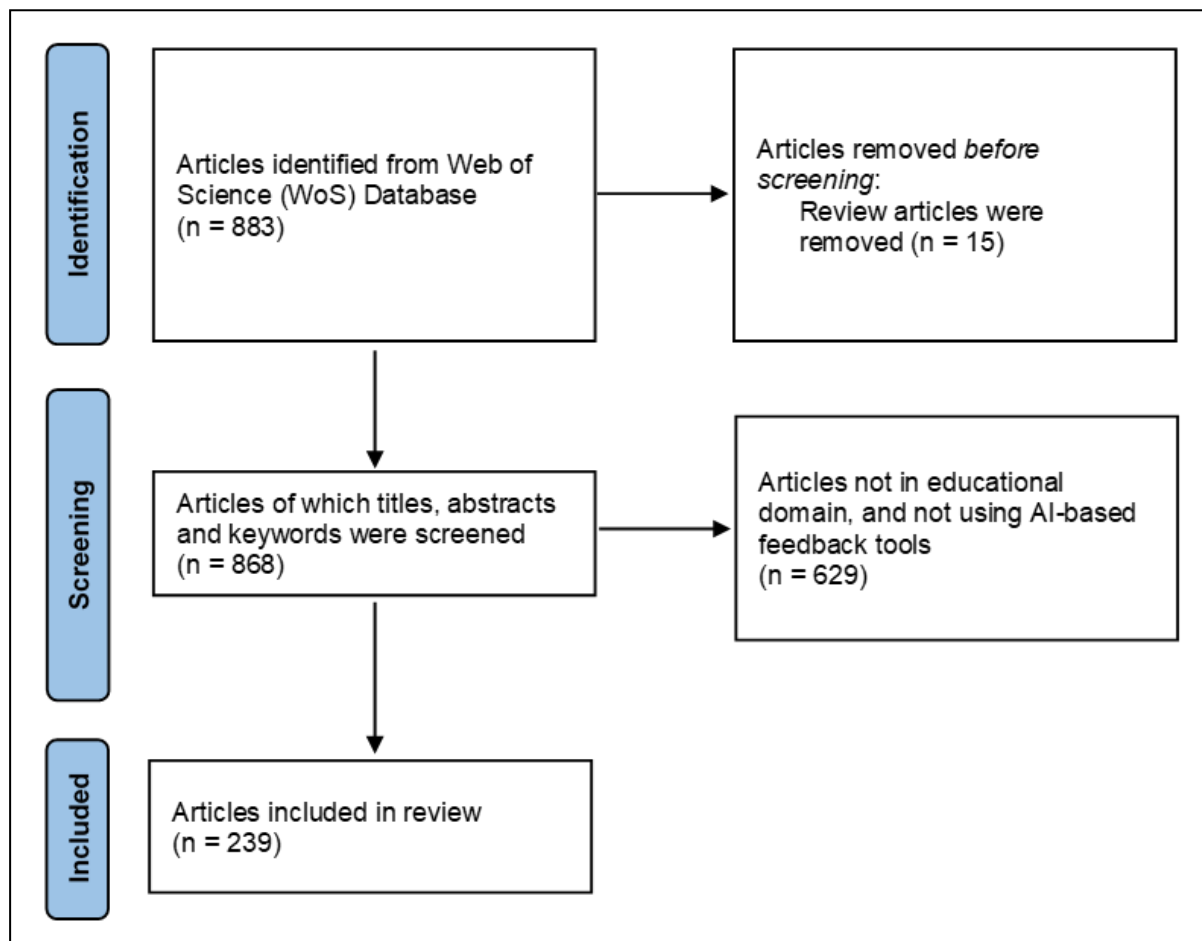 Identification
Articles identified from Web of
Science (WoS) Database
(n = 883)
Articles removed before
screening:
Review articles were
removed (n = 15)
Screening
Articles of which titles, abstracts
and keywords were screened
(n = 868)
Articles not in educational
domain, and not using AI-based
feedback tools
(n = 629)
Included
Articles included in review
(n = 239)